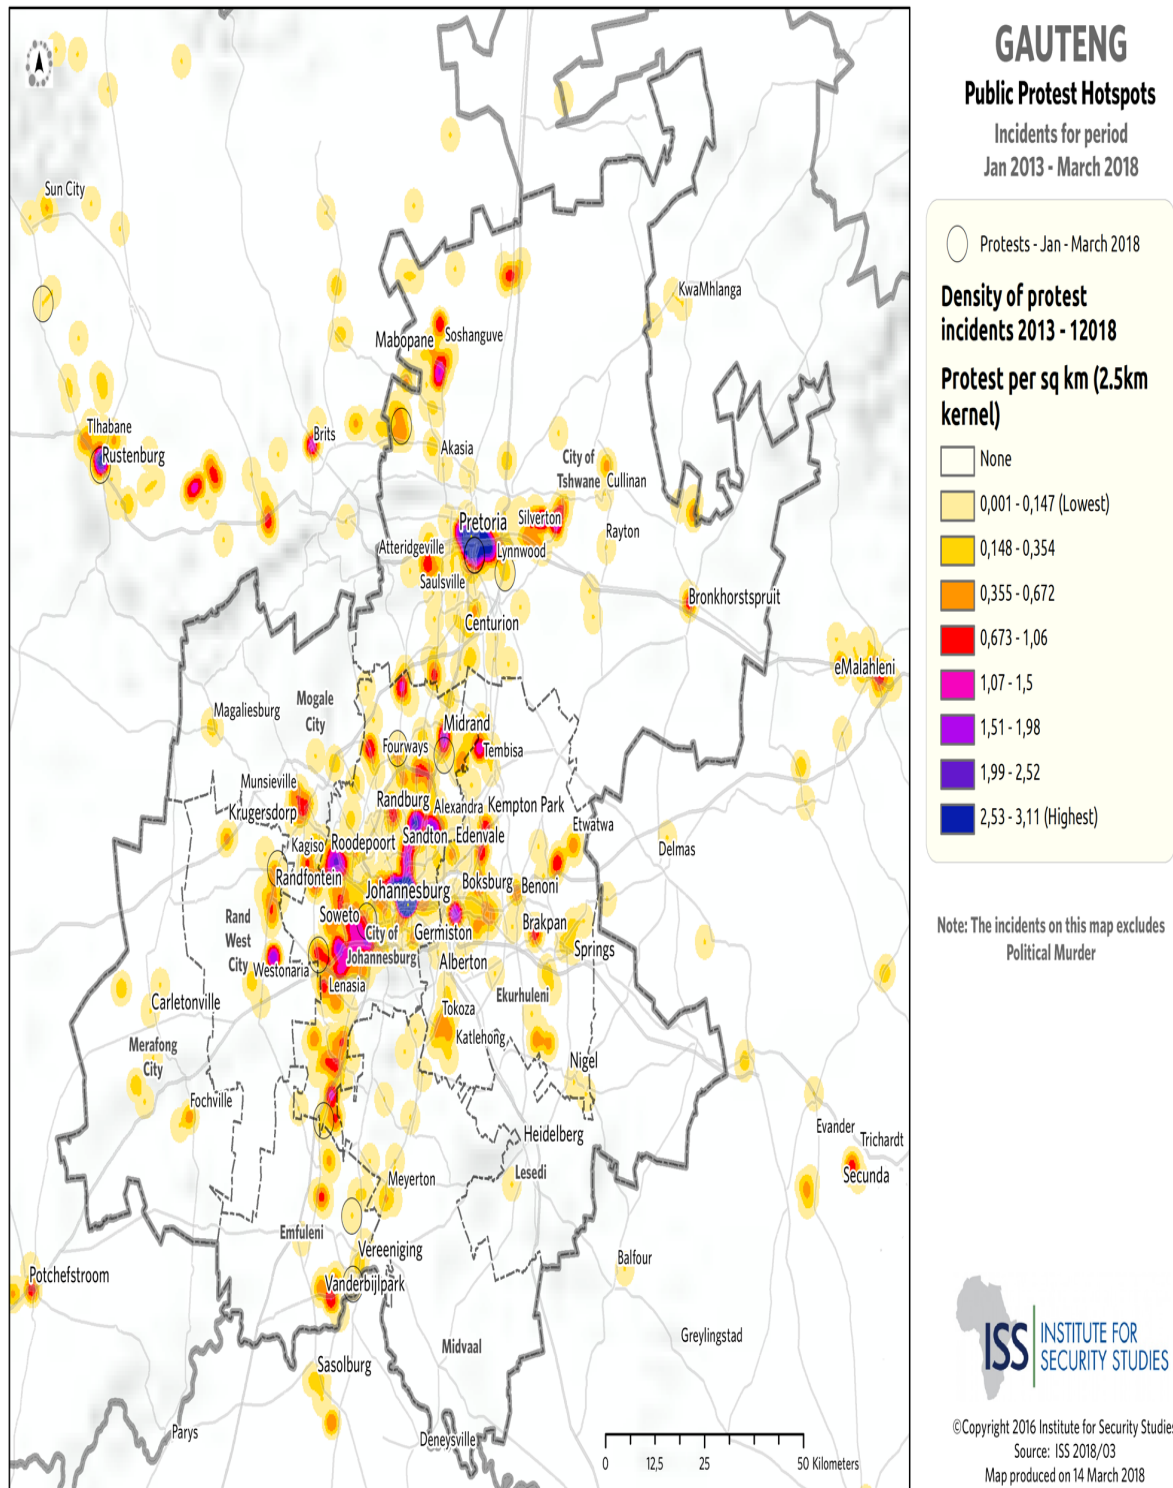 GAUTENG
Public Protest Hotspots
Incidents for period
Jan 2013 - March 2018
Protests - Jan - March 2018
Density of protest
incidents 2013 - 12018
Protest per sq km (2.5km
kernel)
None
0,001 - 0,147 (Lowest)
0,148 - 0,354
0,355 - 0,672
0,673 - 1,06
1,07 - 1,5
1,51 - 1,98
1,99 - 2,52
2,53 - 3,11 (Highest)
Note: The incidents on this map excludes
Political Murder
Sun City
KwaMhlanga
Mabopane
Soshanguve
Tlhabane
Rustenburg
Brits
Akasia
City of
Tshwane
Cullinan
Pretoria
Silverton
Rayton
Atteridgeville
Lynnwood
Saulsville
Bronkhorstspruit
Centurion
eMalahleni
Mogale
City
Magaliesburg
Midrand
Fourways
Tembisa
Munsieville
Krugersdorp
Randburg
Alexandra
Kempton Park
Etwatwa
Kagiso
Roodepoort
Sandton
Edenvale
Delmas
Randfontein
Johannesburg
Boksburg
Benoni
Rand
West
City
Soweto
City of
Johannesburg
Germiston
Brakpan
Springs
Westonaria
Alberton
Lenasia
Ekurhuleni
Carletonville
Tokoza
Katlehong
Merafong
City
Nigel
Fochville
Evander
Trichardt
Heidelberg
Secunda
Lesedi
Meyerton
Emfuleni
Vereeniging
Balfour
Potchefstroom
Vanderbijlpark
Greylingstad
Midvaal
Sasolburg
Parys
Deneysville
0 12,5 25 50 Kilometers
ISS
INSTITUTE FOR
SECURITY STUDIES
©Copyright 2016 Institute for Security Studies
Source: ISS 2018/03
Map produced on 14 March 2018